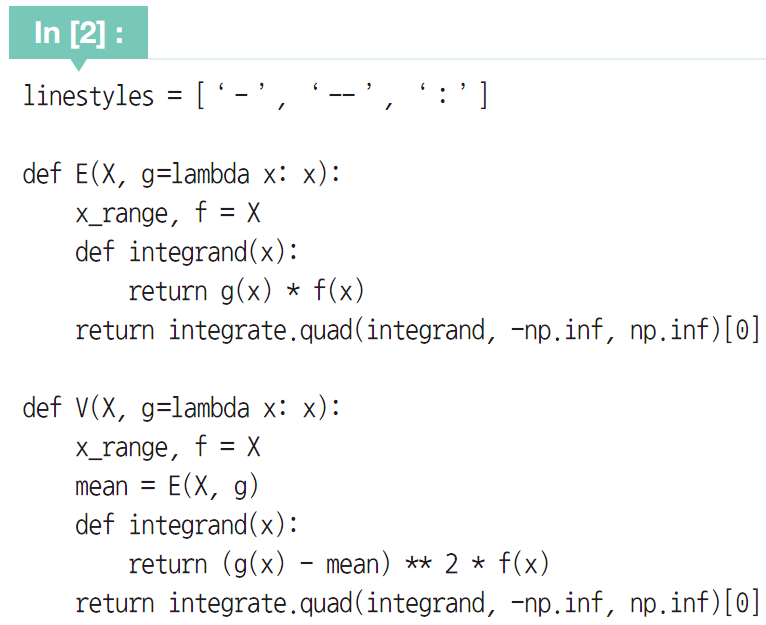 In [2] :
linestyles = [‘-’, ‘--’, ‘:’]
def E(X, g=lambda x: x):
    x_range, f = X
    def integrand(x):
        return g(x) * f(x)
    return integrate.quad(integrand, -np.inf, np.inf)[0]
def V(X, g=lambda x: x):
    x_range, f = X
    mean = E(X, g)
    def integrand(x):
        return (g(x) - mean) ** 2 * f(x)
    return integrate.quad(integrand, -np.inf, np.inf)[0]